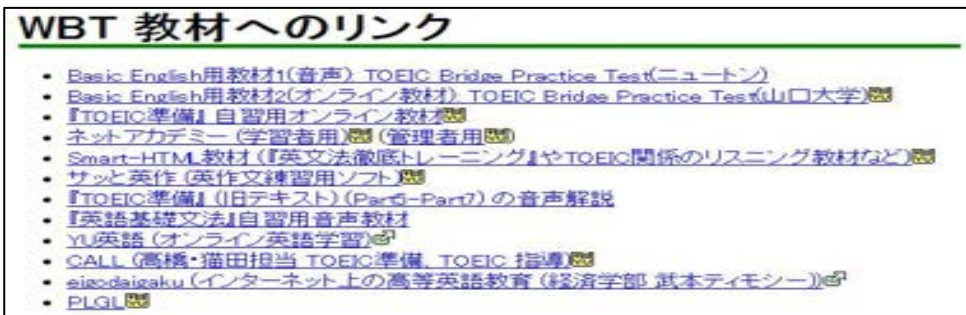 WBT 教材へのリンク
Basic English用教材1(音声) TOEIC Bridge Practice Test(ニュートン)
Basic English用教材2(オンライン教材) TOEIC Bridge Practice Test(山口大学)
『TOEIC準備』 自習用オンライン教材
ネットアカデミー (学習者用) (管理者用)
Smart-HTML教材 (『英文法徹底トレーニング』やTOEIC関係のリスニング教材など)
サッと英作 (英作文練習用ソフト)
『TOEIC準備』 (旧テキスト) (Part5-Part7) の音声解説
『英語基礎文法』自習用音声教材
YU英語 (オンライン英語学習)
CALL (高橋・猫田担当 TOEIC準備, TOEIC 指導)
eigodaigaku (インターネット上の高等英語教育 (経済学部 武本ティモシー))
PLGL